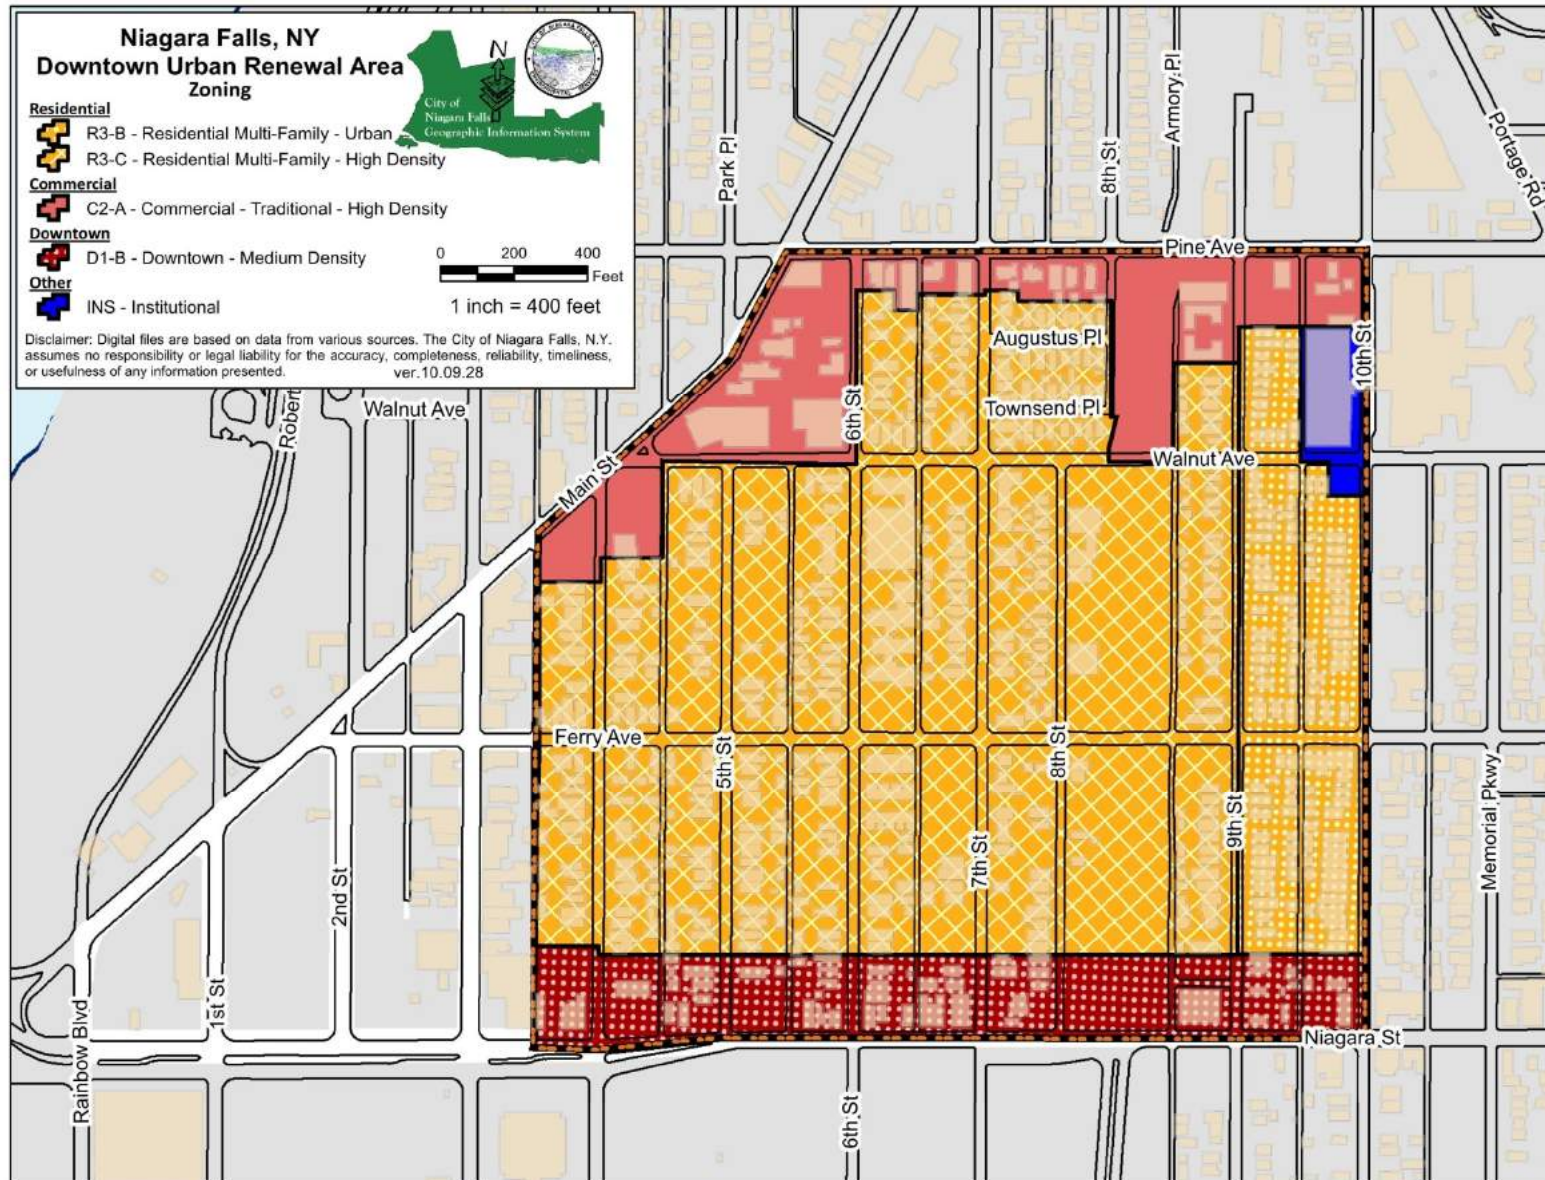 Niagara Falls, NY
Downtown Urban Renewal Area
Zoning
N
City of
Niagara Falls
Geographic Information System
Residential
R3-B - Residential Multi-Family - Urban
R3-C - Residential Multi-Family - High Density
Commercial
C2-A - Commercial - Traditional - High Density
Downtown
D1-B - Downtown - Medium Density
Other
INS - Institutional
0 200 400
Feet
1 inch = 400 feet
Disclaimer: Digital files are based on data from various sources. The City of Niagara Falls, N.Y.
assumes no responsibility or legal liability for the accuracy, completeness, reliability, timeliness,
or usefulness of any information presented. ver.10.09.28
Park Pl
8th St
Armory Pl
Portage Rd
Pine Ave
Augustus Pl
Townsend Pl
10th St
Robert
Walnut Ave
6th St
Walnut Ave
Main St
Ferry Ave
5th St
8th St
7th St
9th St
Memorial Pkwy
2nd St
1st St
Rainbow Blvd
Niagara St
6th St